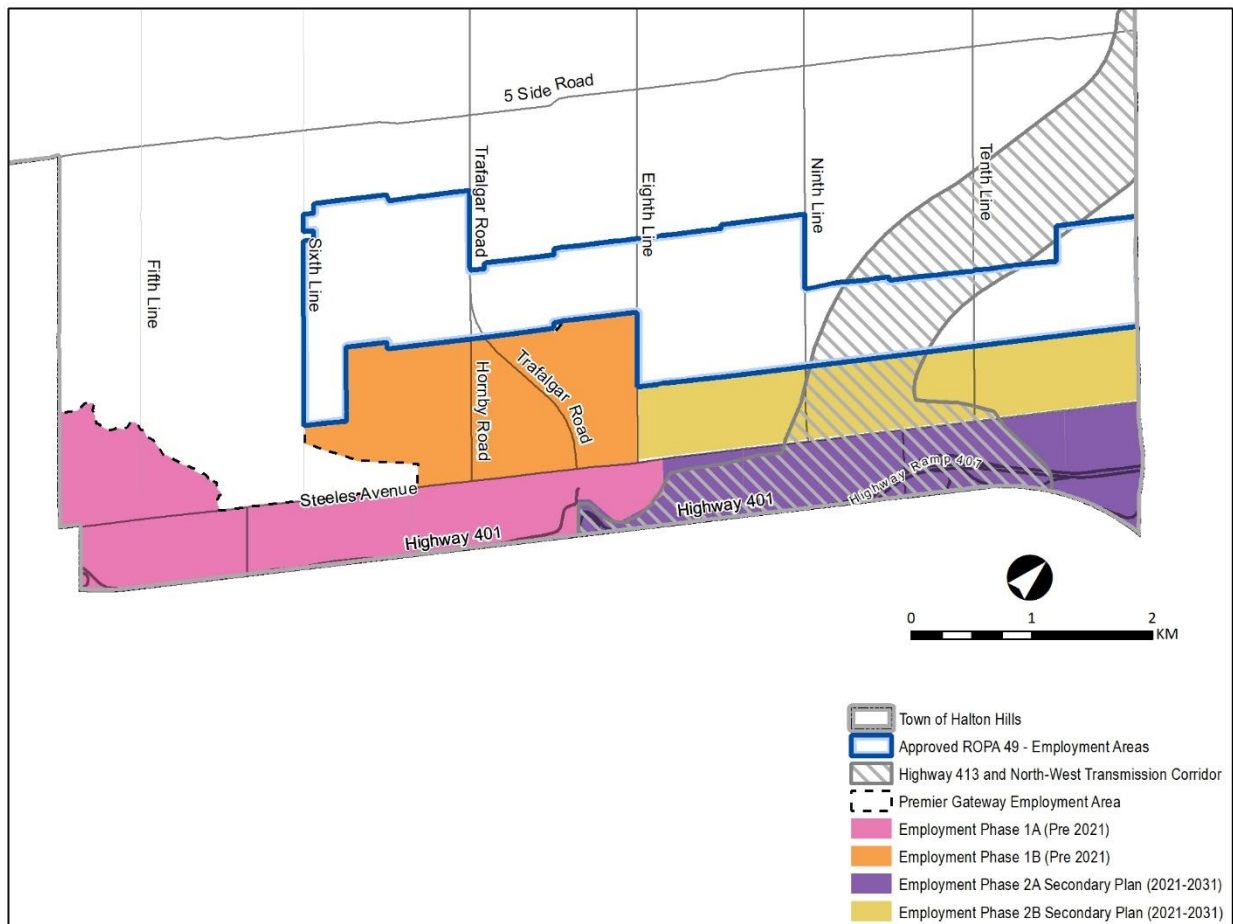 5 Side Road
Trafalgar Road
Eighth Line
Ninth Line
Tenth Line
Sixth Line
Fifth Line
Hornby Road
Trafalgar Road
Steeles Avenue
Highway 401
Highway 401
Highway Ramp 401
0 1 2
KM
Town of Halton Hills
Approved ROPA 49 - Employment Areas
Highway 413 and North-West Transmission Corridor
Premier Gateway Employment Area
Employment Phase 1A (Pre 2021)
Employment Phase 1B (Pre 2021)
Employment Phase 2A Secondary Plan (2021-2031)
Employment Phase 2B Secondary Plan (2021-2031)